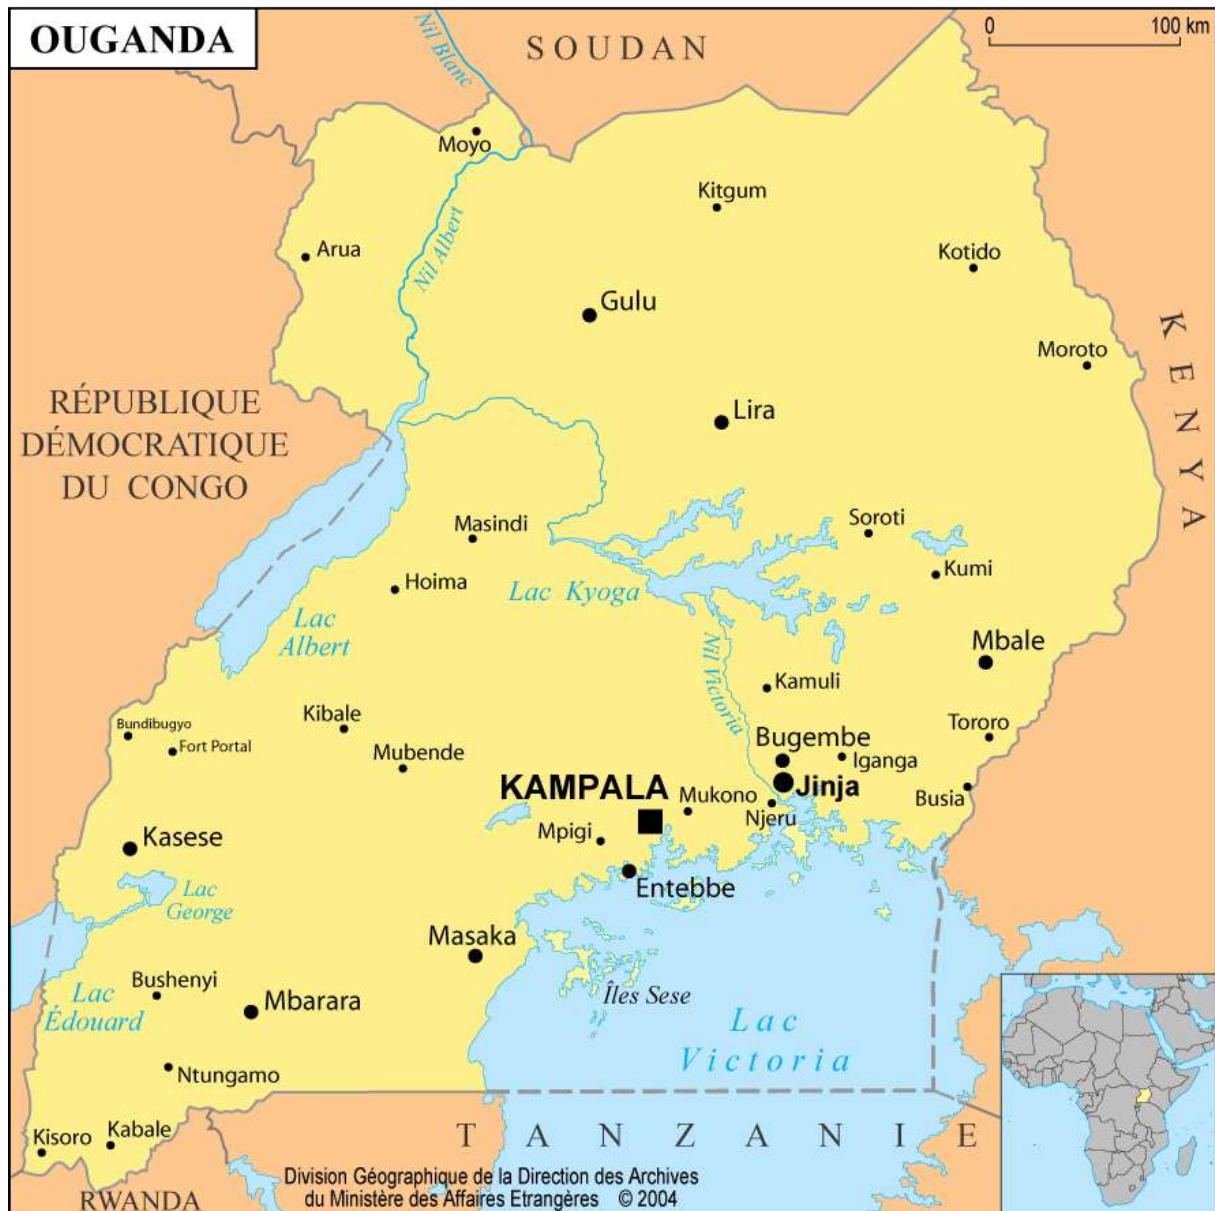 OUGANDA
0 100 km
SOUDAN
Nil Blanc
Moyo
Kitgum
Arua
Nil Albert
Kotido
Gulu
KENYA
Moroto
RÉPUBLIQUE
DÉMOCRATIQUE
DU CONGO
Lira
Masindi
Soroti
Hoima
Lac Kyoga
Kumi
Lac
Albert
Nil Victoria
Mbale
Kamuli
Kibale
Bundibugyo
Fort Portal
Mubende
Tororo
Bugembe
Iganga
KAMPALA
Mukono
Jinja
Busia
Njeru
Mpigi
Kasese
Entebbe
Lac
George
Masaka
Bushenyi
Lac
Édouard
Mbarara
Îles Sese
Lac
Victoria
Ntungamo
Kisoro
Kabale
TANZANIE
RWANDA
Division Géographique de la Direction des Archives
du Ministère des Affaires Etrangères © 2004